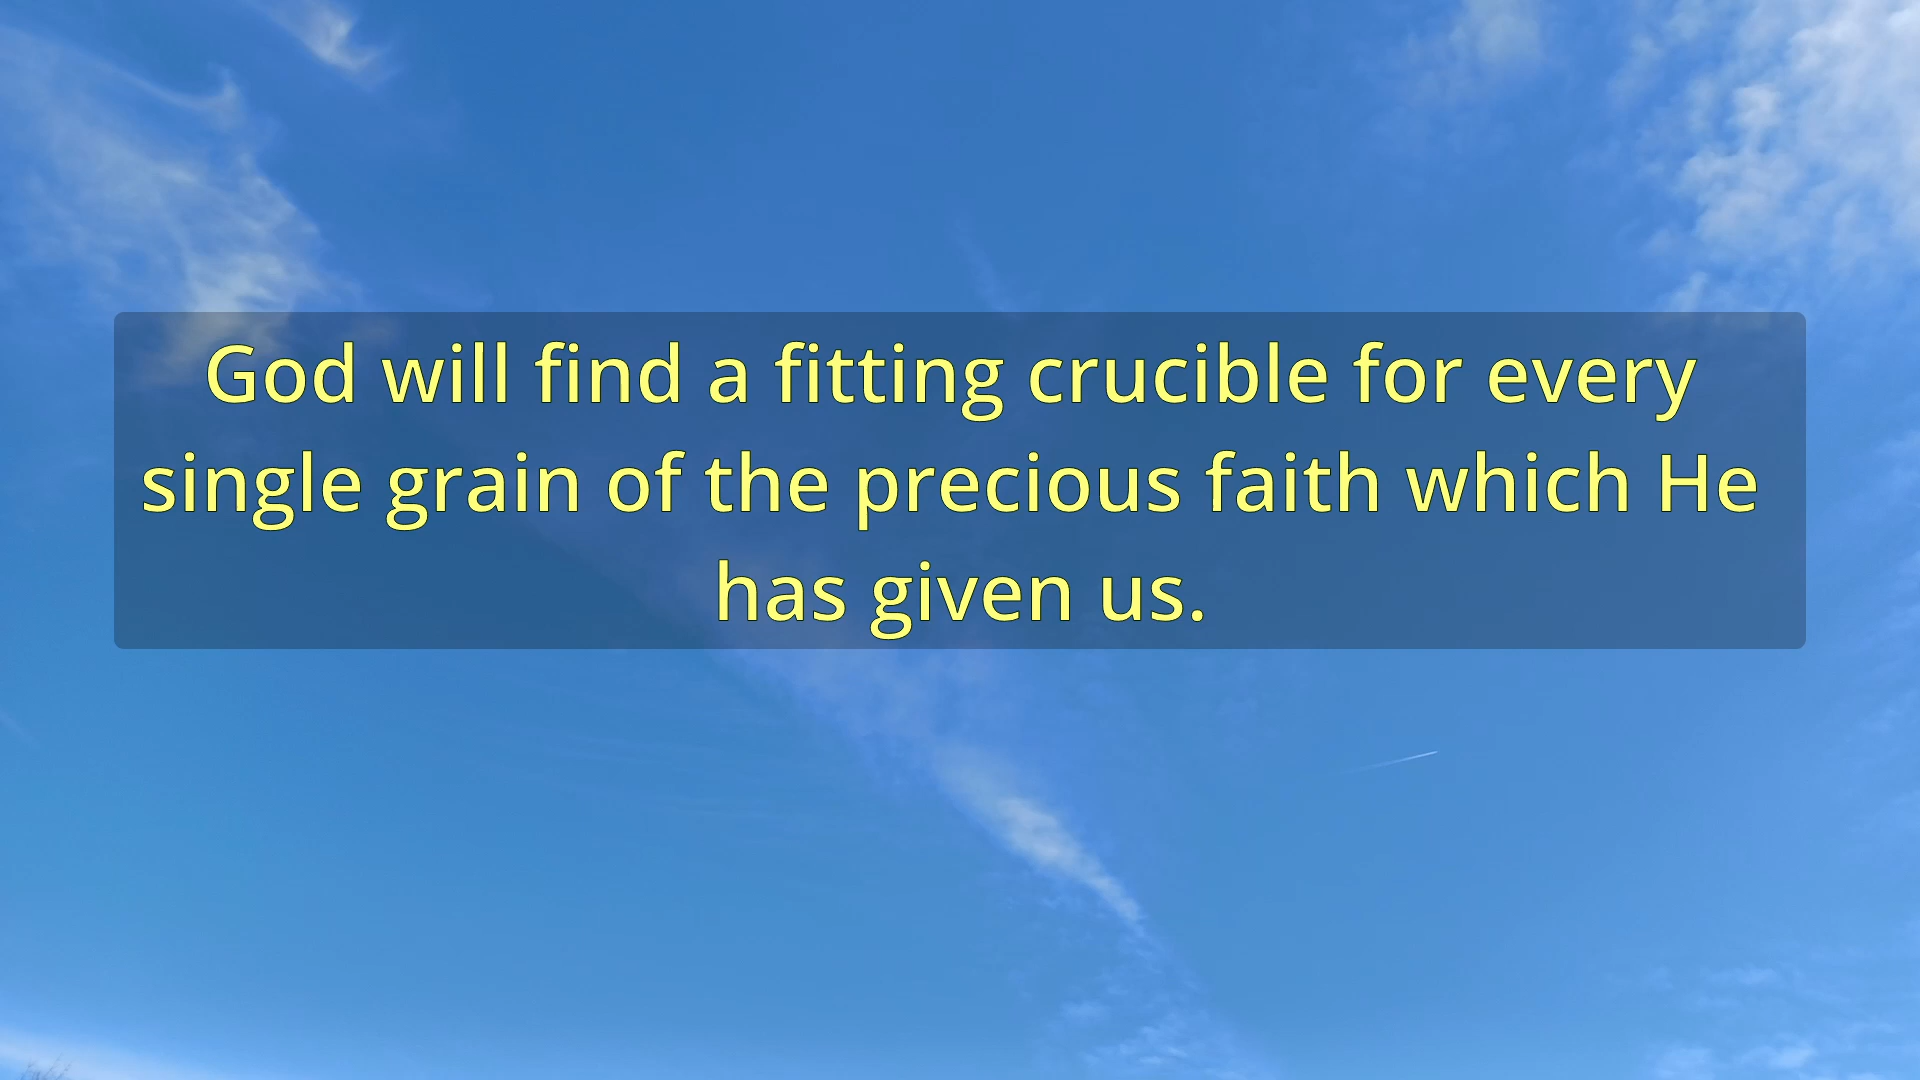 God will find a fitting crucible for every
single grain of the precious faith which He
has given us.